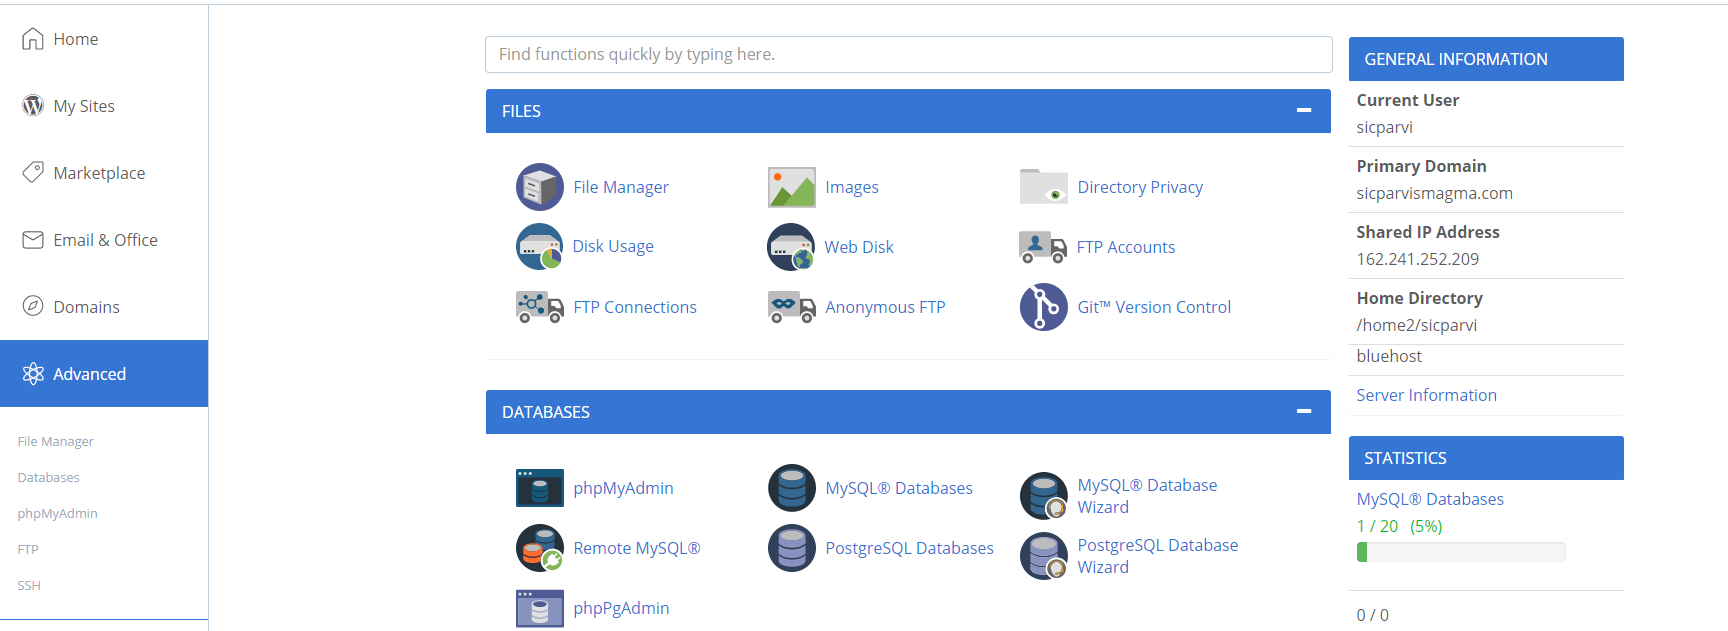 Home
My Sites
Marketplace
Email & Office
Domains
Advanced
File Manager
Databases
phpMyAdmin
FTP
SSH
Find functions quickly by typing here.
FILES
File Manager
Images
Directory Privacy
Disk Usage
Web Disk
FTP Accounts
FTP Connections
Anonymous FTP
Git™ Version Control
DATABASES
phpMyAdmin
MySQL® Databases
MySQL® Database
Wizard
Remote MySQL®
PostgreSQL Databases
PostgreSQL Database
Wizard
phpPgAdmin
GENERAL INFORMATION
Current User
sicparvi
Primary Domain
sicparvismagma.com
Shared IP Address
162.241.252.209
Home Directory
/home2/sicparvi
bluehost
Server Information
STATISTICS
MySQL® Databases
1 / 20 (5%)
0 / 0